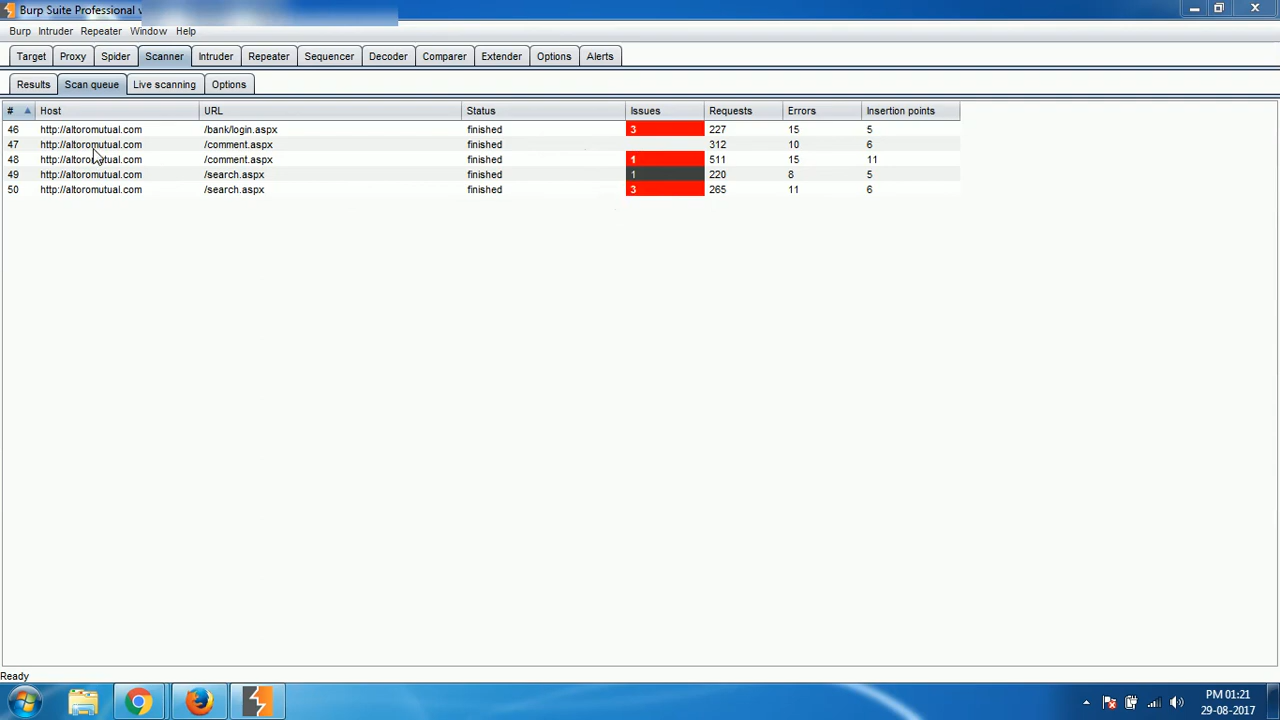 Burp Suite Professional
Burp Intruder Repeater Window Help
Target Proxy Spider Scanner Intruder Repeater Sequencer Decoder Comparer Extender Options Alerts
Results Scan queue Live scanning Options
# Host URL Status Issues Requests Errors Insertion points
46 http://altoromutual.com /bank/login.aspx finished 3 227 15 5
47 http://altoromutual.com /comment.aspx finished 312 10 6
48 http://altoromutual.com /comment.aspx finished 1 511 15 11
49 http://altoromutual.com /search.aspx finished 1 220 8 5
50 http://altoromutual.com /search.aspx finished 3 265 11 6
Ready
PM 01:21
29-08-2017